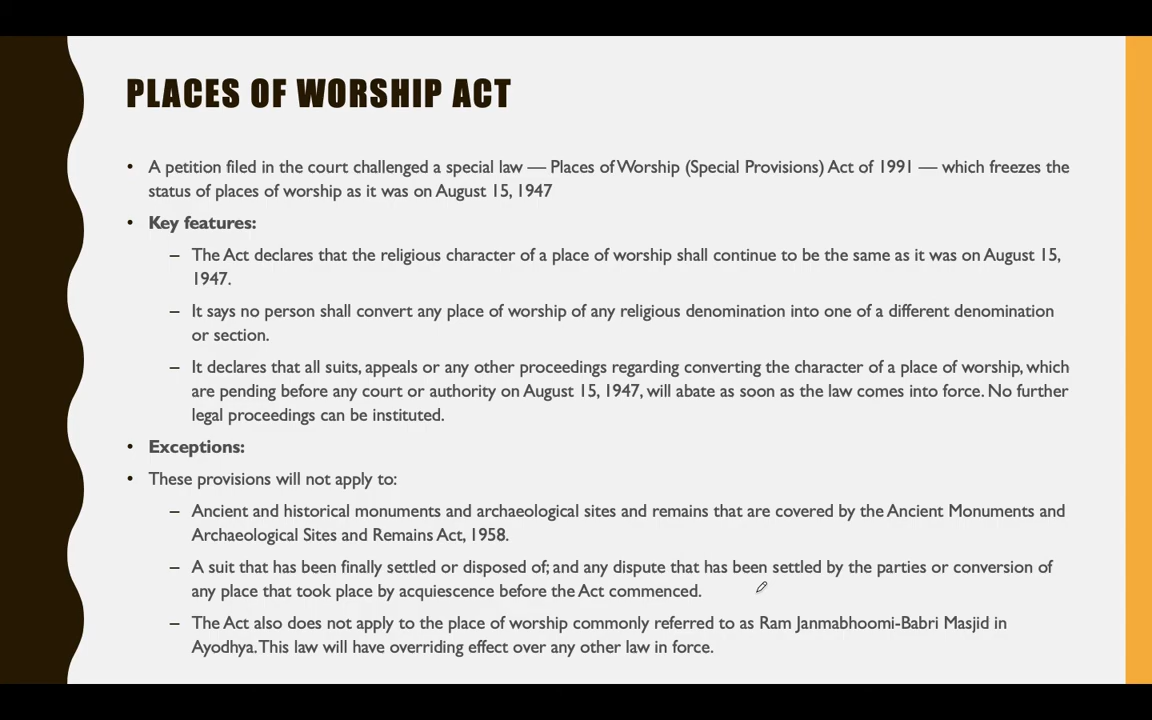 PLACES OF WORSHIP ACT
• A petition filed in the court challenged a special law — Places of Worship (Special Provisions) Act of 1991 — which freezes the
status of places of worship as it was on August 15, 1947
• Key features:
– The Act declares that the religious character of a place of worship shall continue to be the same as it was on August 15,
1947.
– It says no person shall convert any place of worship of any religious denomination into one of a different denomination
or section.
– It declares that all suits, appeals or any other proceedings regarding converting the character of a place of worship, which
are pending before any court or authority on August 15, 1947, will abate as soon as the law comes into force. No further
legal proceedings can be instituted.
• Exceptions:
• These provisions will not apply to:
– Ancient and historical monuments and archaeological sites and remains that are covered by the Ancient Monuments and
Archaeological Sites and Remains Act, 1958.
– A suit that has been finally settled or disposed of; and any dispute that has been settled by the parties or conversion of
any place that took place by acquiescence before the Act commenced.
– The Act also does not apply to the place of worship commonly referred to as Ram Janmabhoomi-Babri Masjid in
Ayodhya. This law will have overriding effect over any other law in force.